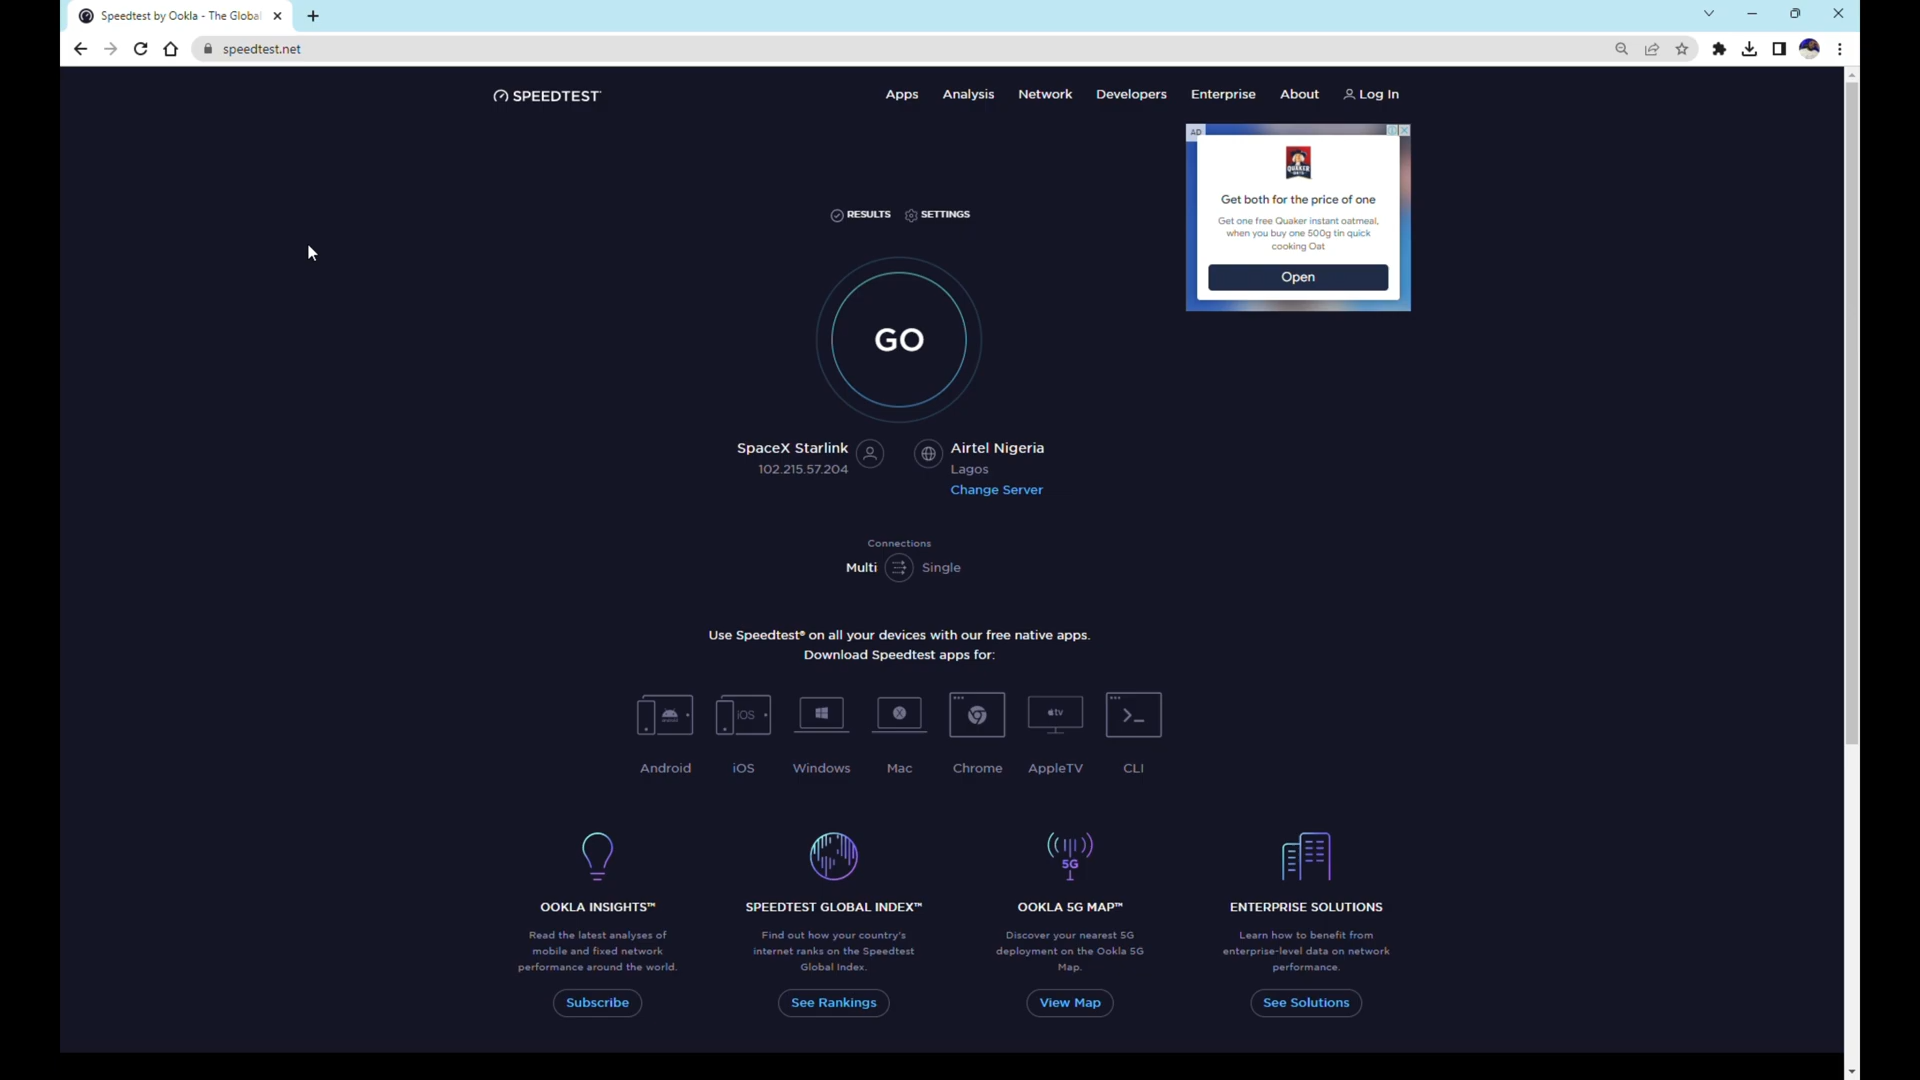 Speedtest by Ookla - The Global
speedtest.net
SPEEDTEST
Apps Analysis Network Developers Enterprise About Log In
AD
QUAKER
Get both for the price of one
Get one free Quaker instant oatmeal,
when you buy one 500g tin quick
cooking Oat
Open
RESULTS SETTINGS
GO
SpaceX Starlink
102.215.57.204
Airtel Nigeria
Lagos
Change Server
Connections
Multi Single
Use Speedtest® on all your devices with our free native apps.
Download Speedtest apps for:
iOS
tv
Android iOS Windows Mac Chrome AppleTV CLI
5G
OOKLA INSIGHTS™
Read the latest analyses of
mobile and fixed network
performance around the world.
Subscribe
SPEEDTEST GLOBAL INDEX™
Find out how your country's
internet ranks on the Speedtest
Global Index.
See Rankings
OOKLA 5G MAP™
Discover your nearest 5G
deployment on the Ookla 5G
Map.
View Map
ENTERPRISE SOLUTIONS
Learn how to benefit from
enterprise-level data on network
performance.
See Solutions